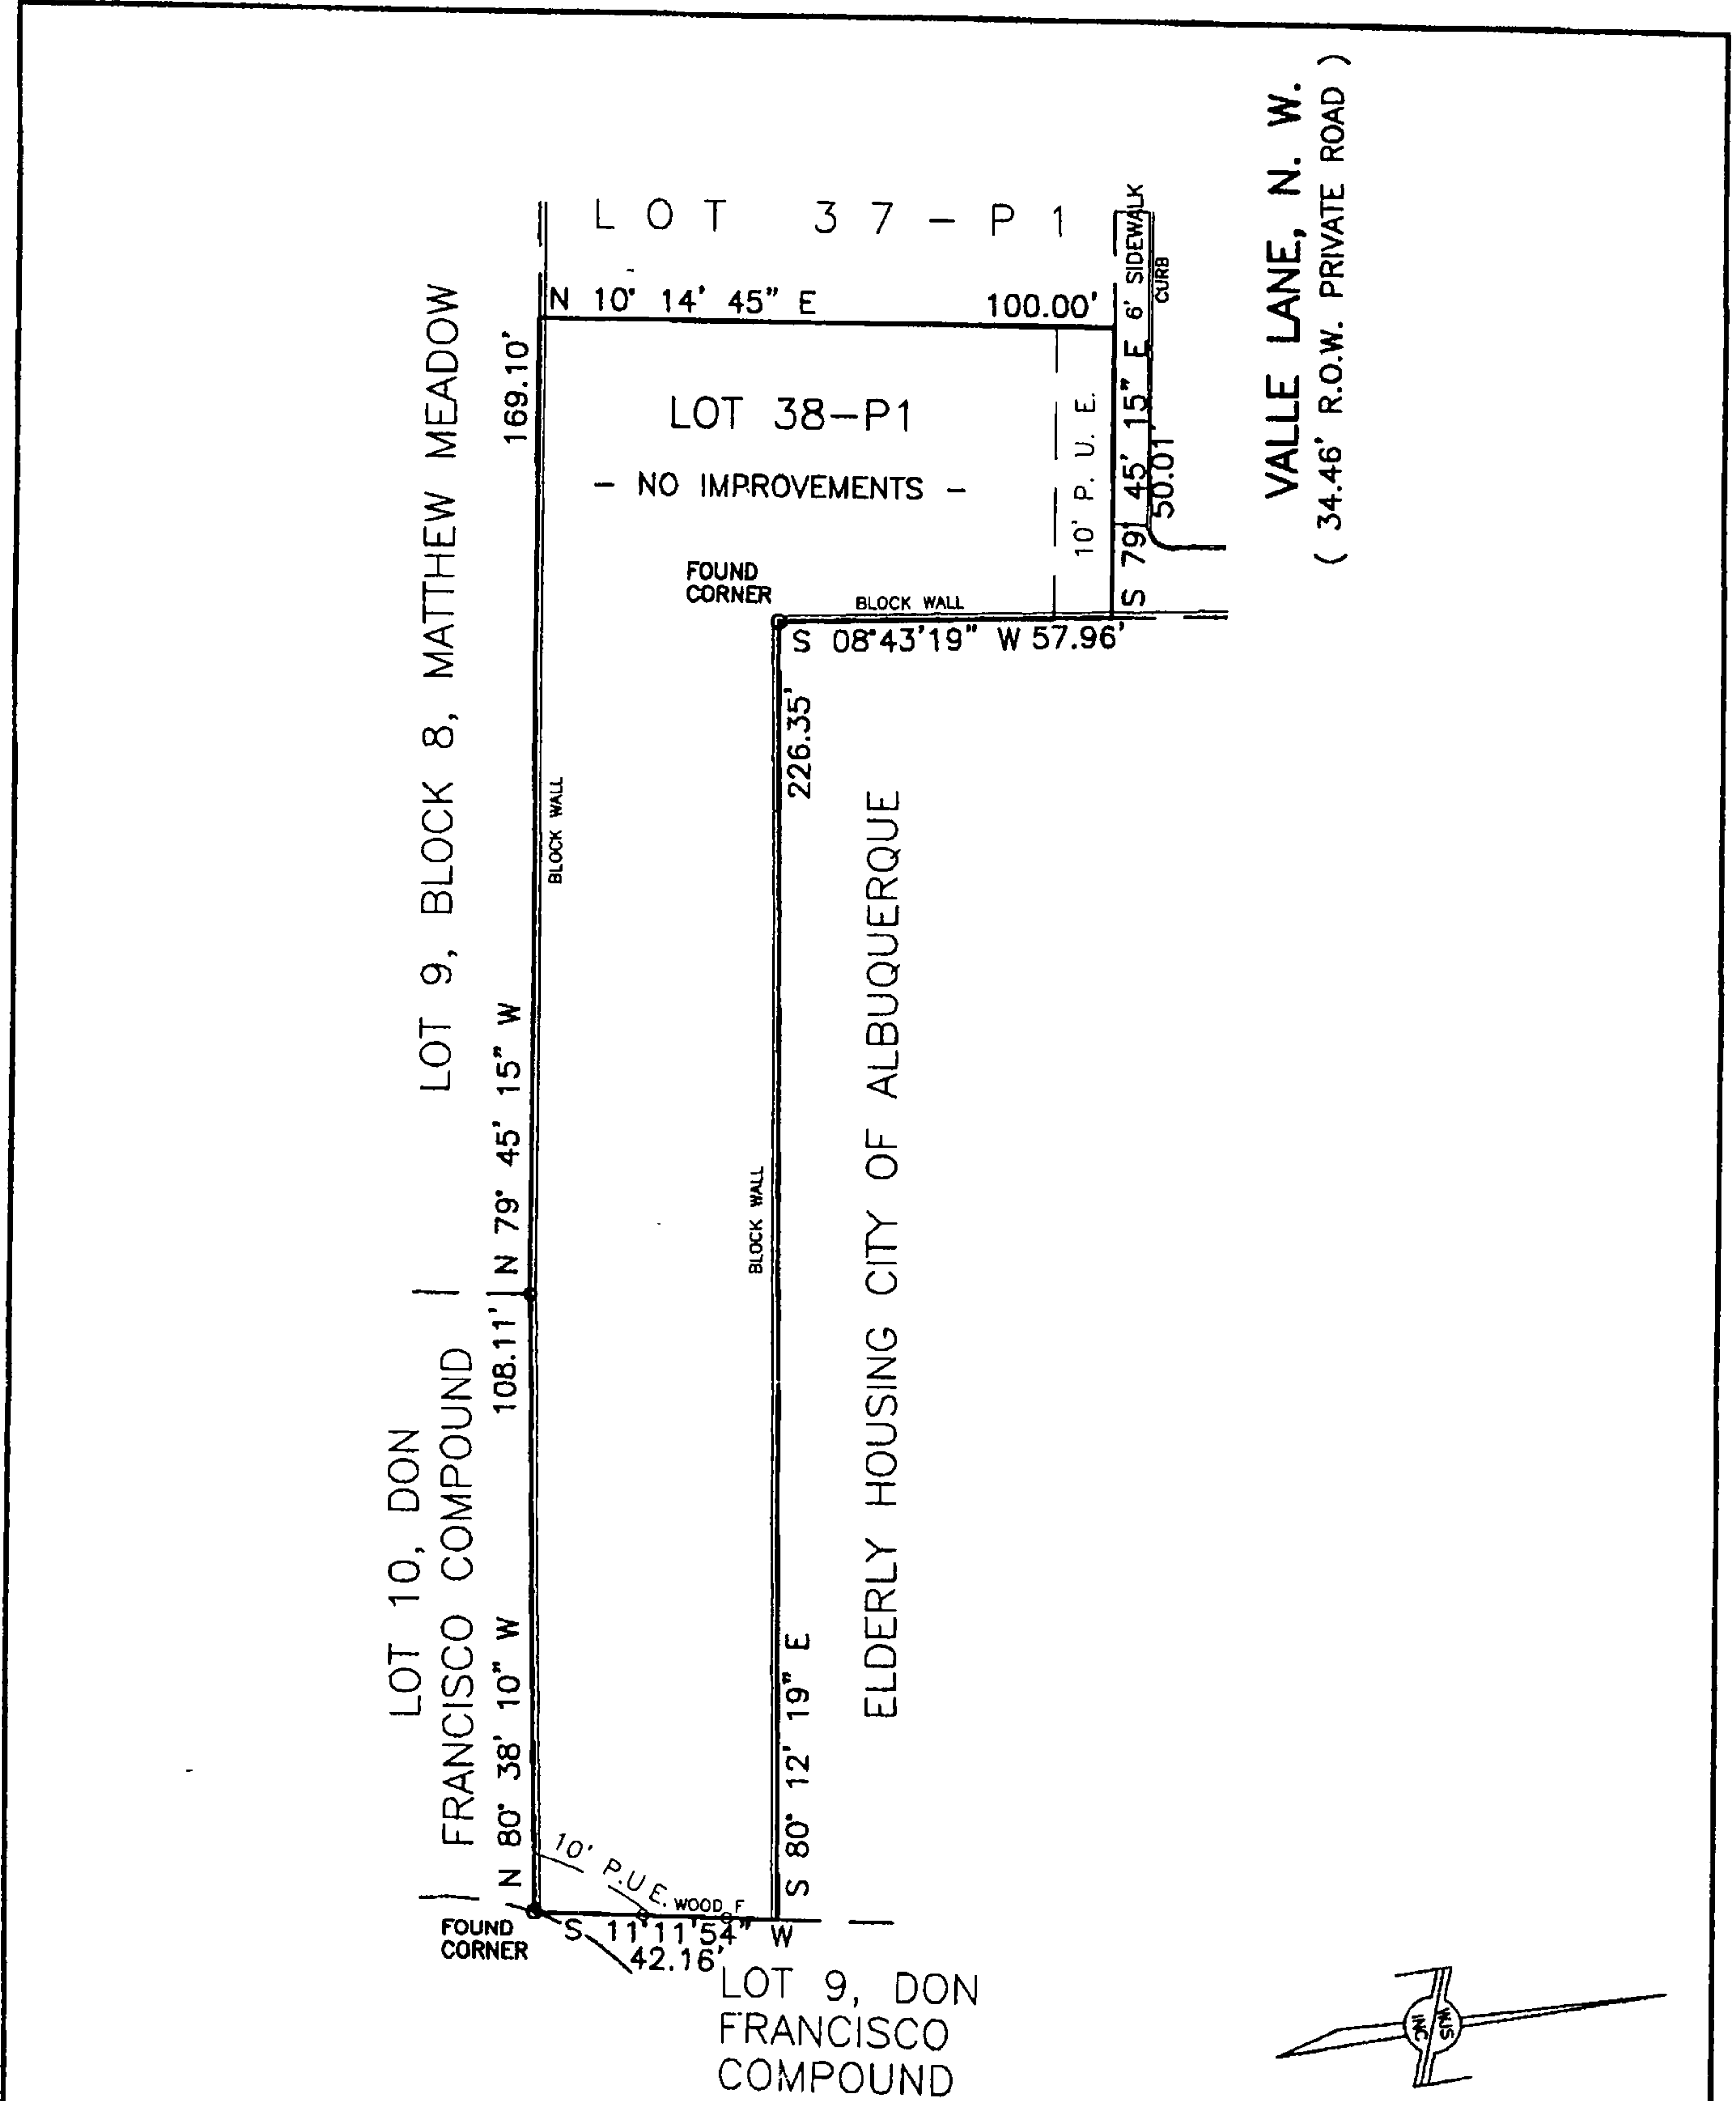 VALLE LANE, N. W.
( 34.46' R.O.W. PRIVATE ROAD )
LOT 37-P1
6' SIDEWALK
CURB
N 10° 14' 45" E 100.00'
169.10'
LOT 9, BLOCK 8, MATTHEW MEADOW
LOT 38-P1
- NO IMPROVEMENTS -
10' P. U. E.
S 79° 45' 15" E
50.01'
FOUND
CORNER
BLOCK WALL
S 08°43'19" W 57.96'
226.35'
BLOCK WALL
N 79° 45' 15" W
BLOCK WALL
ELDERLY HOUSING CITY OF ALBUQUERQUE
108.11'
LOT 10, DON
FRANCISCO COMPOUND
N 80° 38' 10" W
S 80° 12' 19" E
10' P.U.E.
WOOD F
FOUND
CORNER
S 11°11'54" W
42.16'
LOT 9, DON
FRANCISCO
COMPOUND
WJS
INC